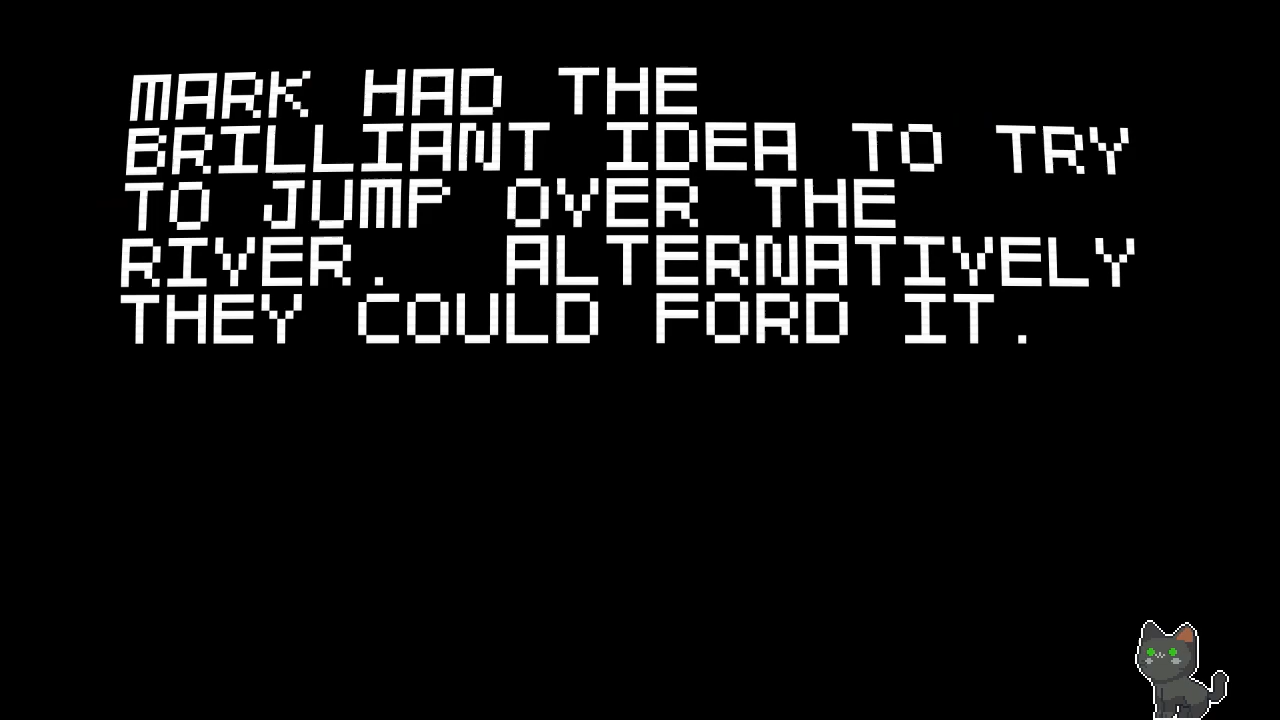 MARK HAD THE
BRILLIANT IDEA TO TRY
TO JUMP OVER THE
RIVER. ALTERNATIVELY
THEY COULD FORD IT.